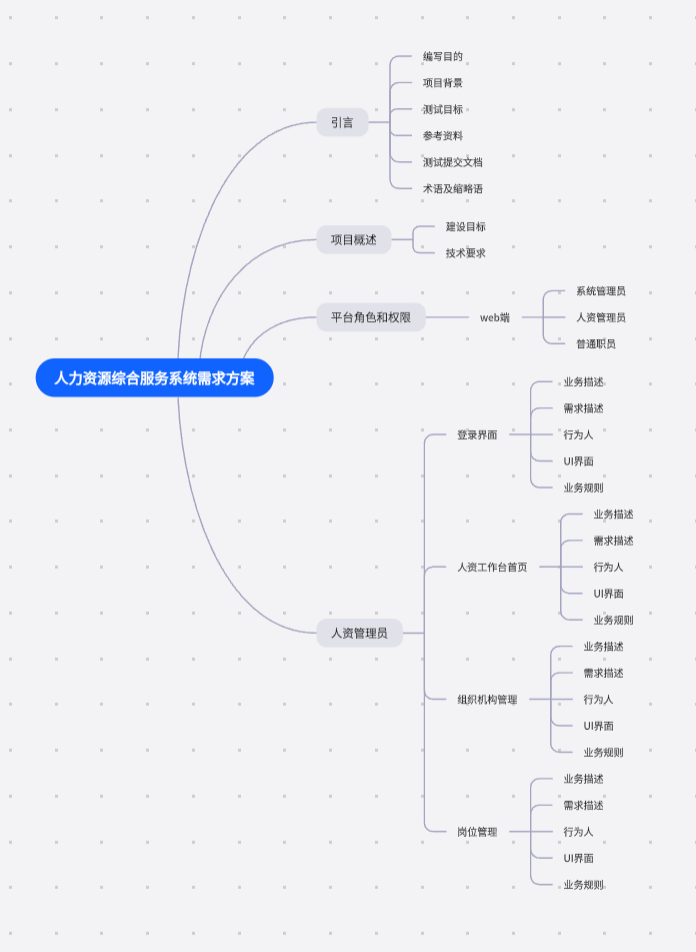 人力资源综合服务系统需求方案
引言
编写目的
项目背景
测试目标
参考资料
测试提交文档
术语及缩略语
项目概述
建设目标
技术要求
平台角色和权限
web端
系统管理员
人资管理员
普通职员
人资管理员
登录界面
业务描述
需求描述
行为人
UI界面
业务规则
人资工作台首页
业务描述
需求描述
行为人
UI界面
业务规则
组织机构管理
业务描述
需求描述
行为人
UI界面
业务规则
岗位管理
业务描述
需求描述
行为人
UI界面
业务规则